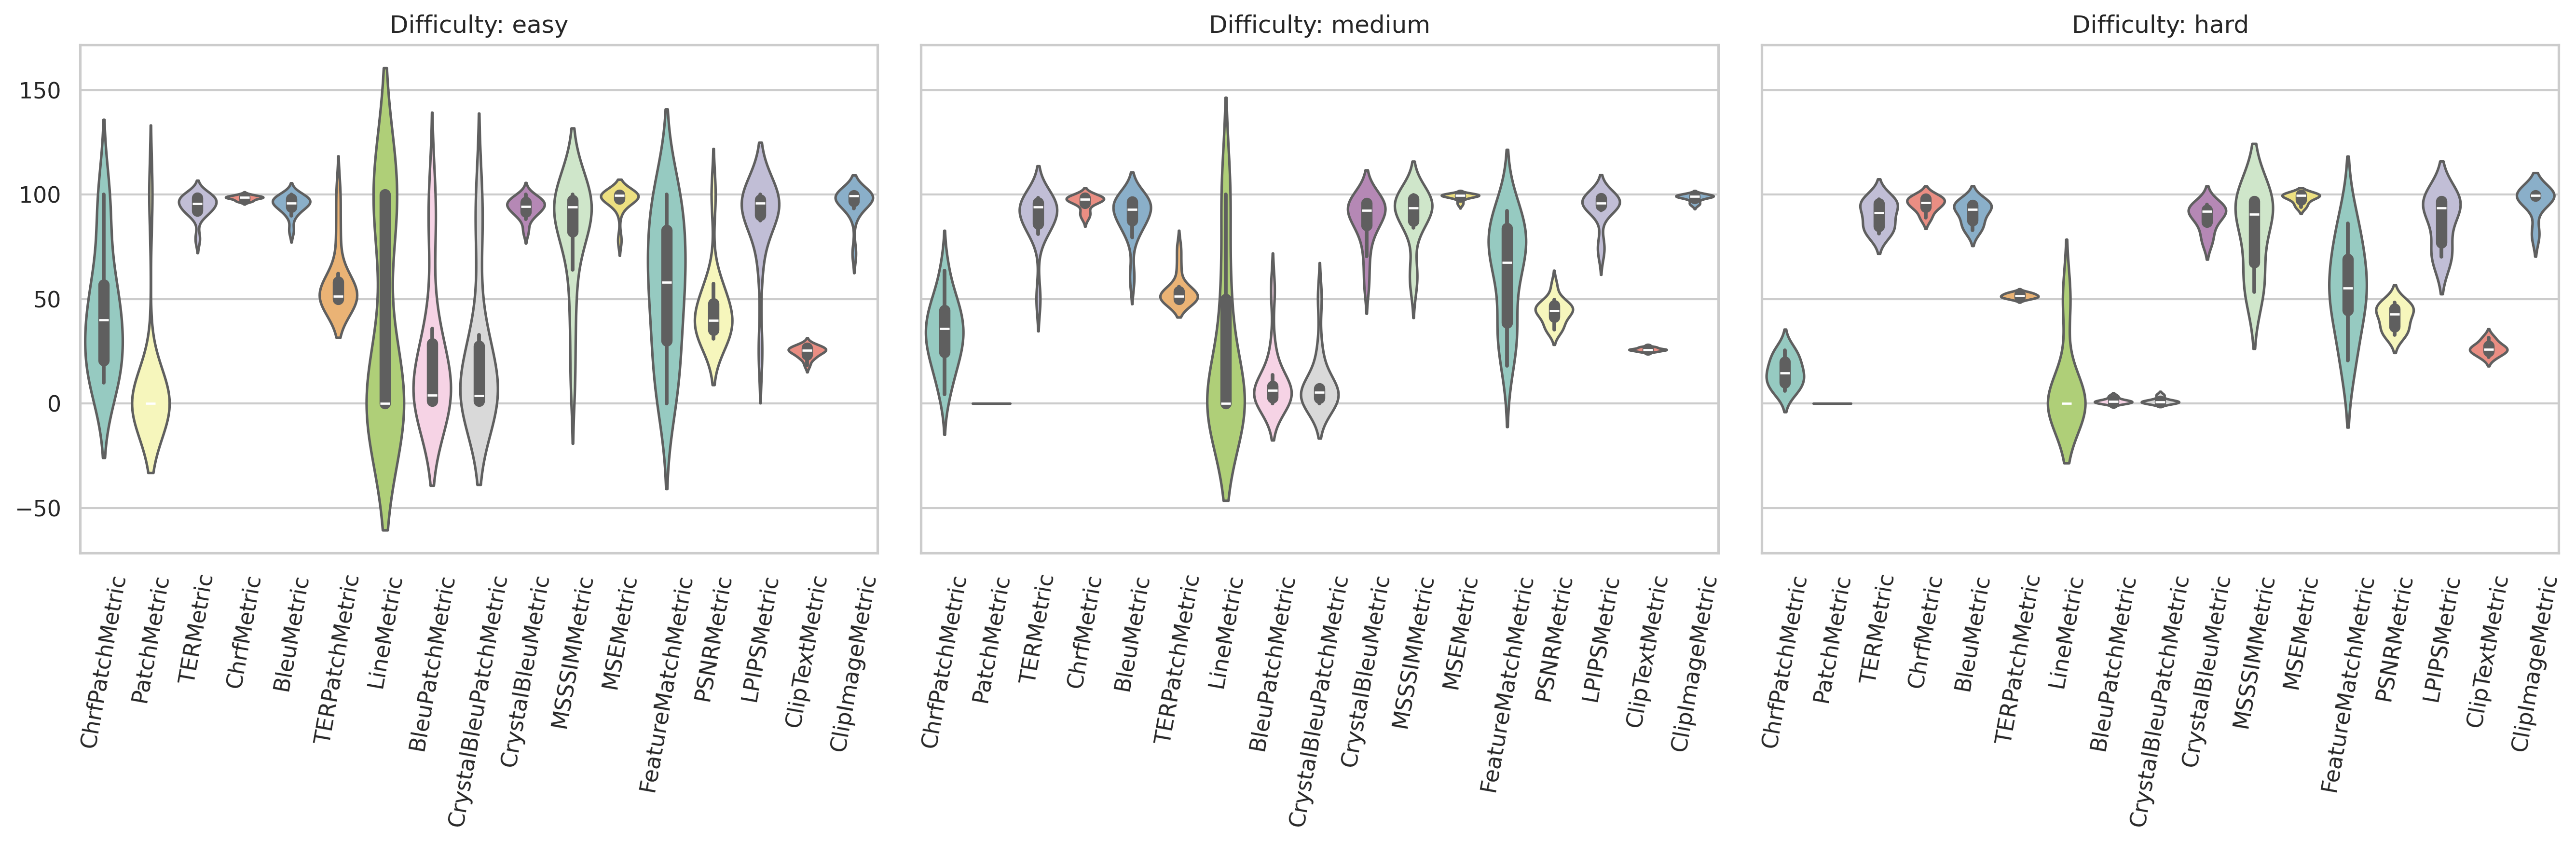 Difficulty: easy
Difficulty: medium
Difficulty: hard
150
100
50
0
−50
ChrfPatchMetric
PatchMetric
TERMetric
ChrfMetric
BleuMetric
TERPatchMetric
LineMetric
BleuPatchMetric
CrystalBleuPatchMetric
CrystalBleuMetric
MSSSIMMetric
MSEMetric
FeatureMatchMetric
PSNRMetric
LPIPSMetric
ClipTextMetric
ClipImageMetric
ChrfPatchMetric
PatchMetric
TERMetric
ChrfMetric
BleuMetric
TERPatchMetric
LineMetric
BleuPatchMetric
CrystalBleuPatchMetric
CrystalBleuMetric
MSSSIMMetric
MSEMetric
FeatureMatchMetric
PSNRMetric
LPIPSMetric
ClipTextMetric
ClipImageMetric
ChrfPatchMetric
PatchMetric
TERMetric
ChrfMetric
BleuMetric
TERPatchMetric
LineMetric
BleuPatchMetric
CrystalBleuPatchMetric
CrystalBleuMetric
MSSSIMMetric
MSEMetric
FeatureMatchMetric
PSNRMetric
LPIPSMetric
ClipTextMetric
ClipImageMetric